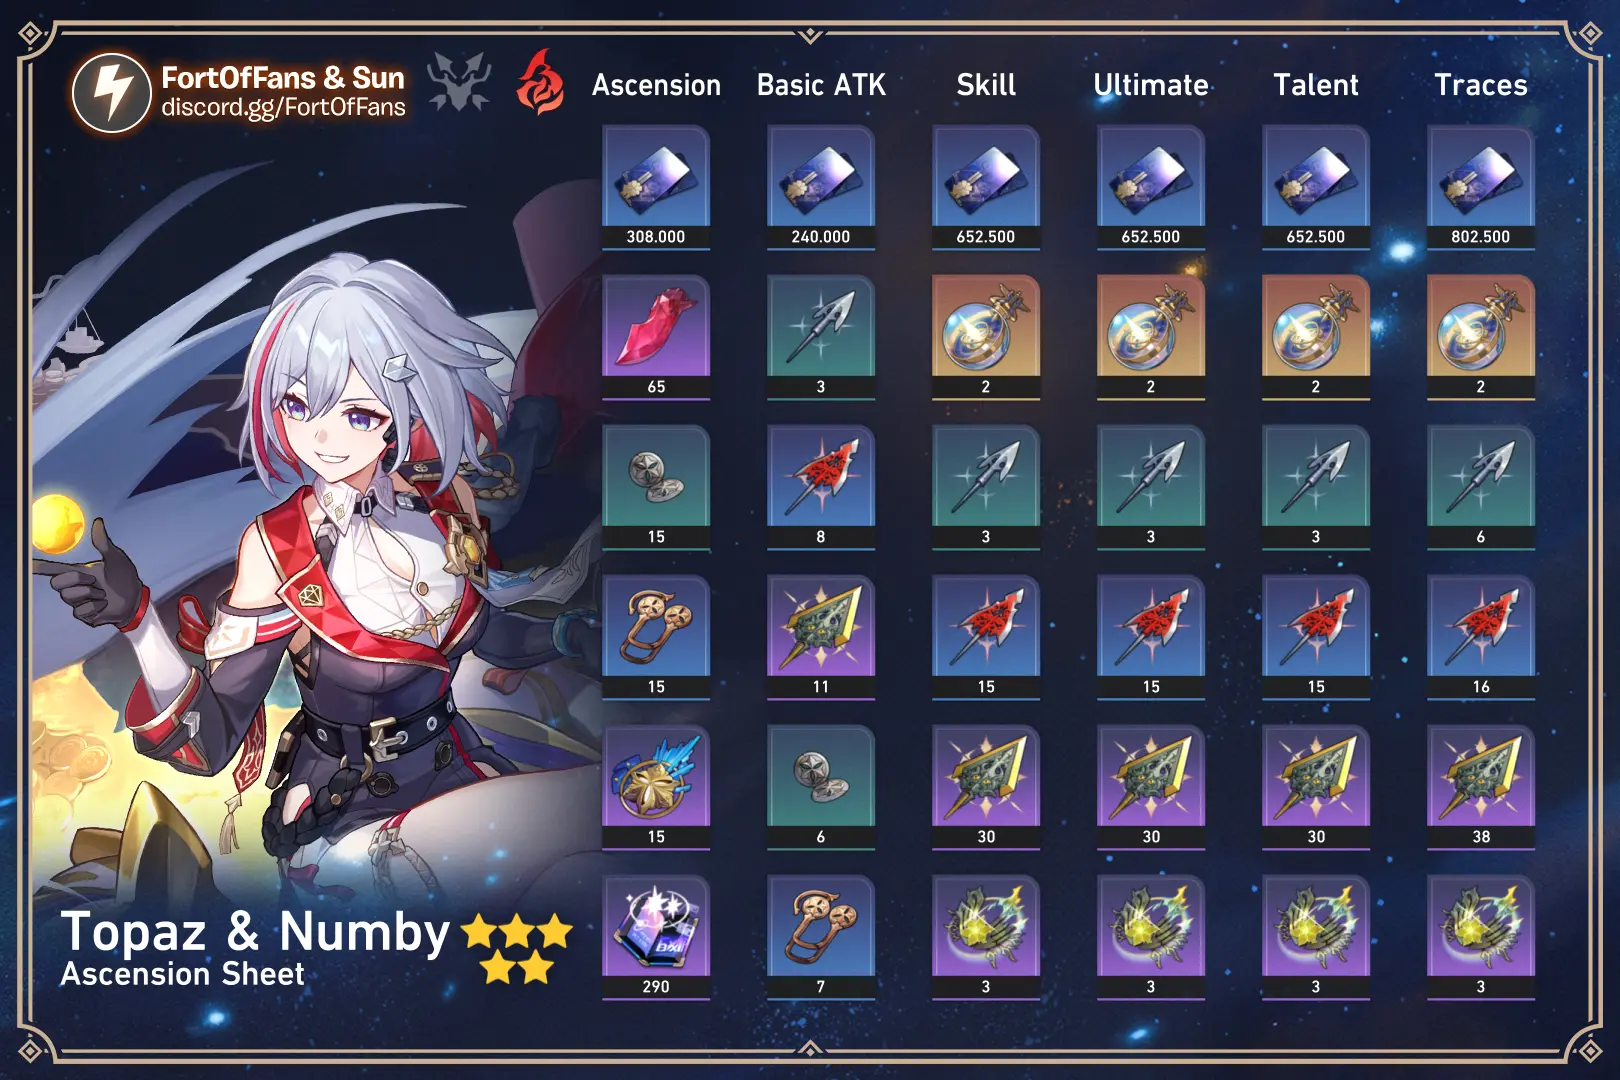 FortOfFans & Sun
discord.gg/FortOfFans
Ascension Basic ATK Skill Ultimate Talent Traces
308.000 240.000 652.500 652.500 652.500 802.500
65 3 2 2 2 2
15 8 3 3 3 6
15 11 15 15 15 16
15 6 30 30 30 38
290 7 3 3 3 3
Topaz & Numby
Ascension Sheet